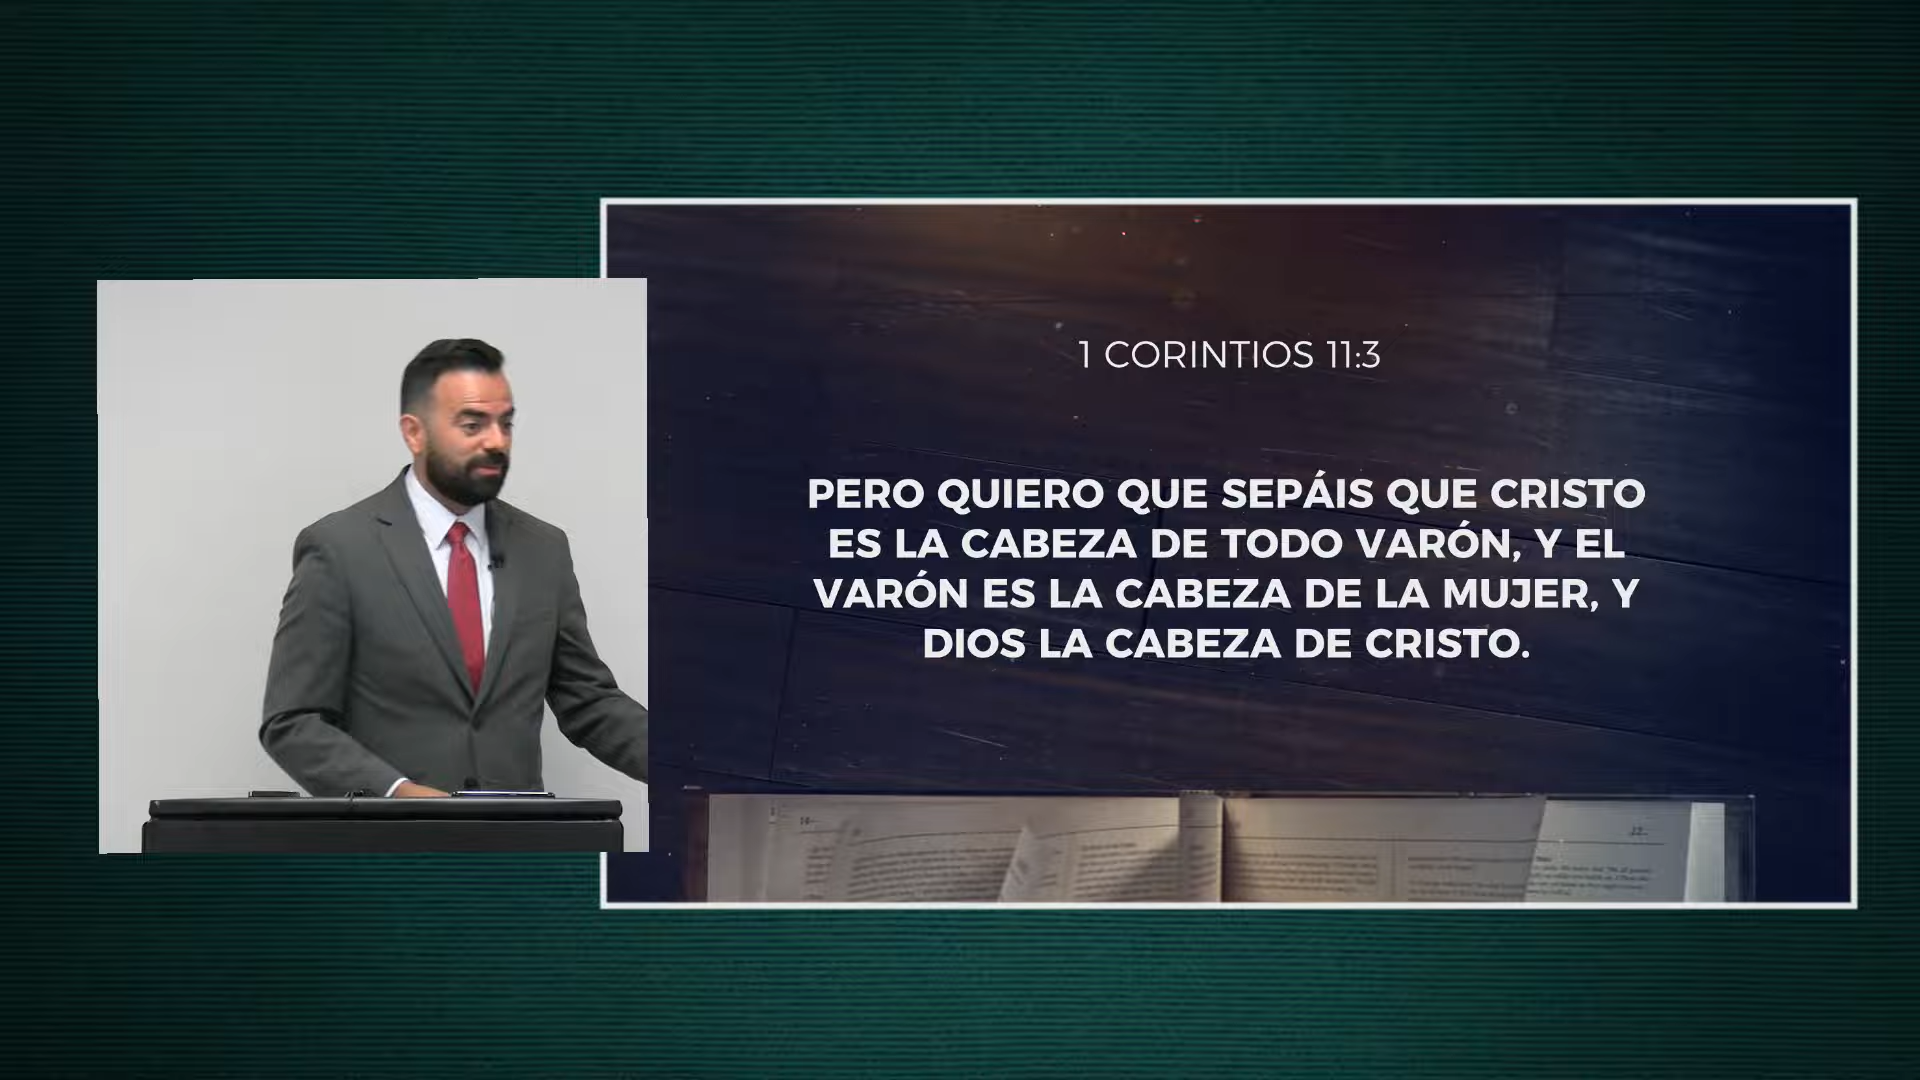 1 CORINTIOS 11:3
PERO QUIERO QUE SEPÁIS QUE CRISTO
ES LA CABEZA DE TODO VARÓN, Y EL
VARÓN ES LA CABEZA DE LA MUJER, Y
DIOS LA CABEZA DE CRISTO.